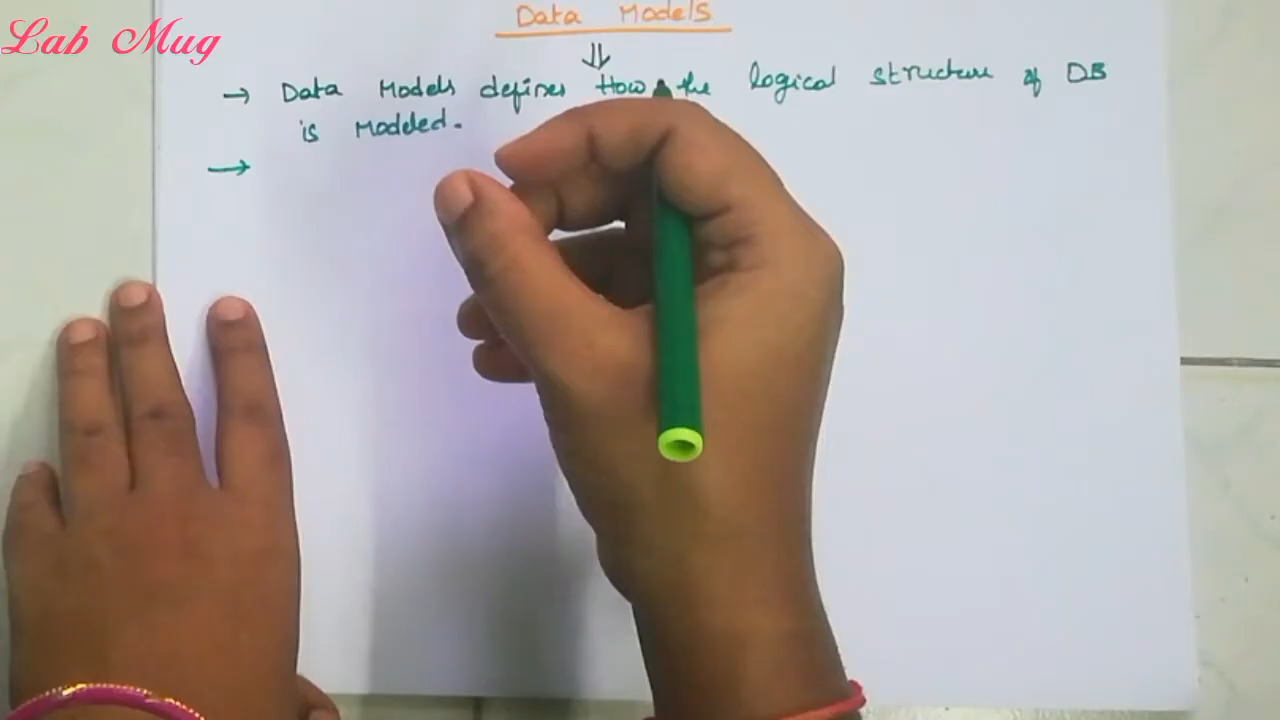 Lab Mug
Data Models
→ Data Models defines How the logical structure of DB
is Modeled.
→